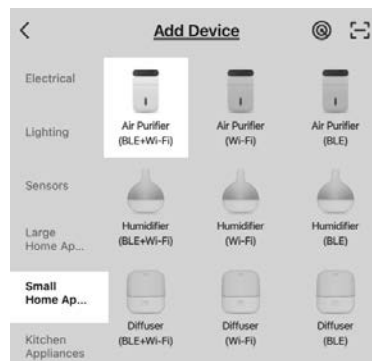 Add Device
Electrical
Lighting
Sensors
Large
Home Ap...
Small
Home Ap...
Kitchen
Appliances
Air Purifier
(BLE+Wi-Fi)
Air Purifier
(Wi-Fi)
Air Purifier
(BLE)
Humidifier
(BLE+Wi-Fi)
Humidifier
(Wi-Fi)
Humidifier
(BLE)
Diffuser
(BLE+Wi-Fi)
Diffuser
(Wi-Fi)
Diffuser
(BLE)